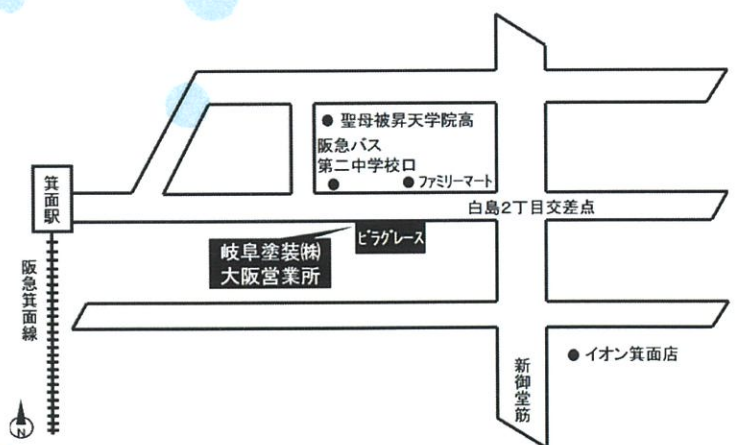 聖母被昇天学院高
阪急バス
第二中学校口
ファミリーマート
箕面駅
白島2丁目交差点
ビラグレース
岐阜塗装㈱
大阪営業所
阪急箕面線
イオン箕面店
新御堂筋
N